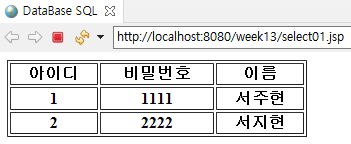 DataBase SQL
http://localhost:8080/week13/select01.jsp
아이디 비밀번호 이름
1 1111 서주현
2 2222 서지현